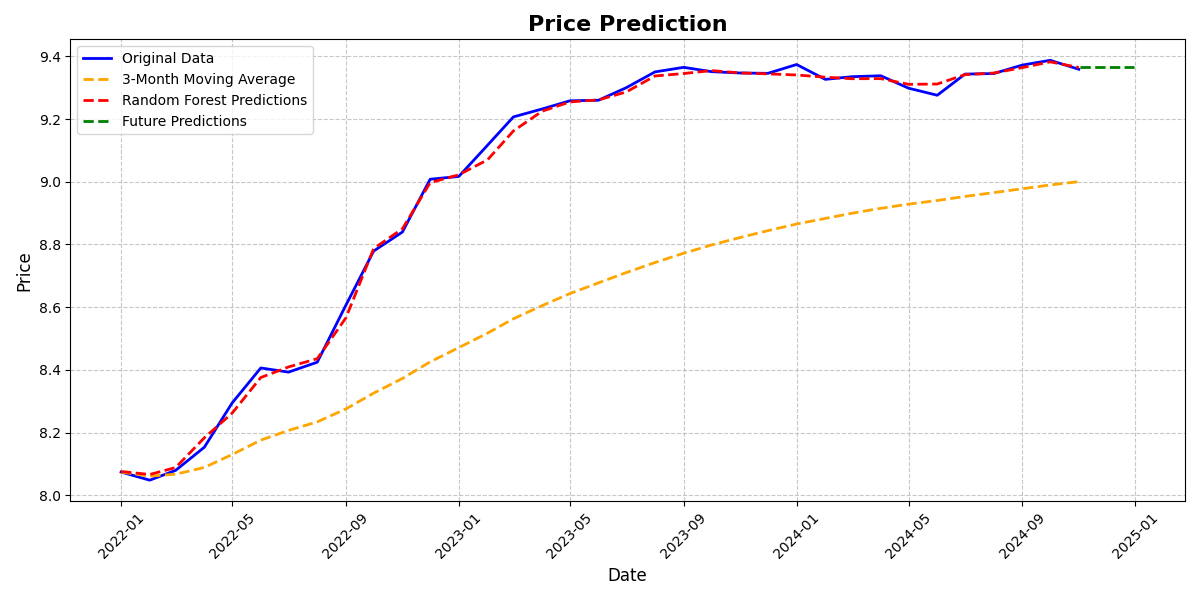 Price Prediction
Original Data
3-Month Moving Average
Random Forest Predictions
Future Predictions
Price
9.4
9.2
9.0
8.8
8.6
8.4
8.2
8.0
2022-01
2022-05
2022-09
2023-01
2023-05
2023-09
2024-01
2024-05
2024-09
2025-01
Date